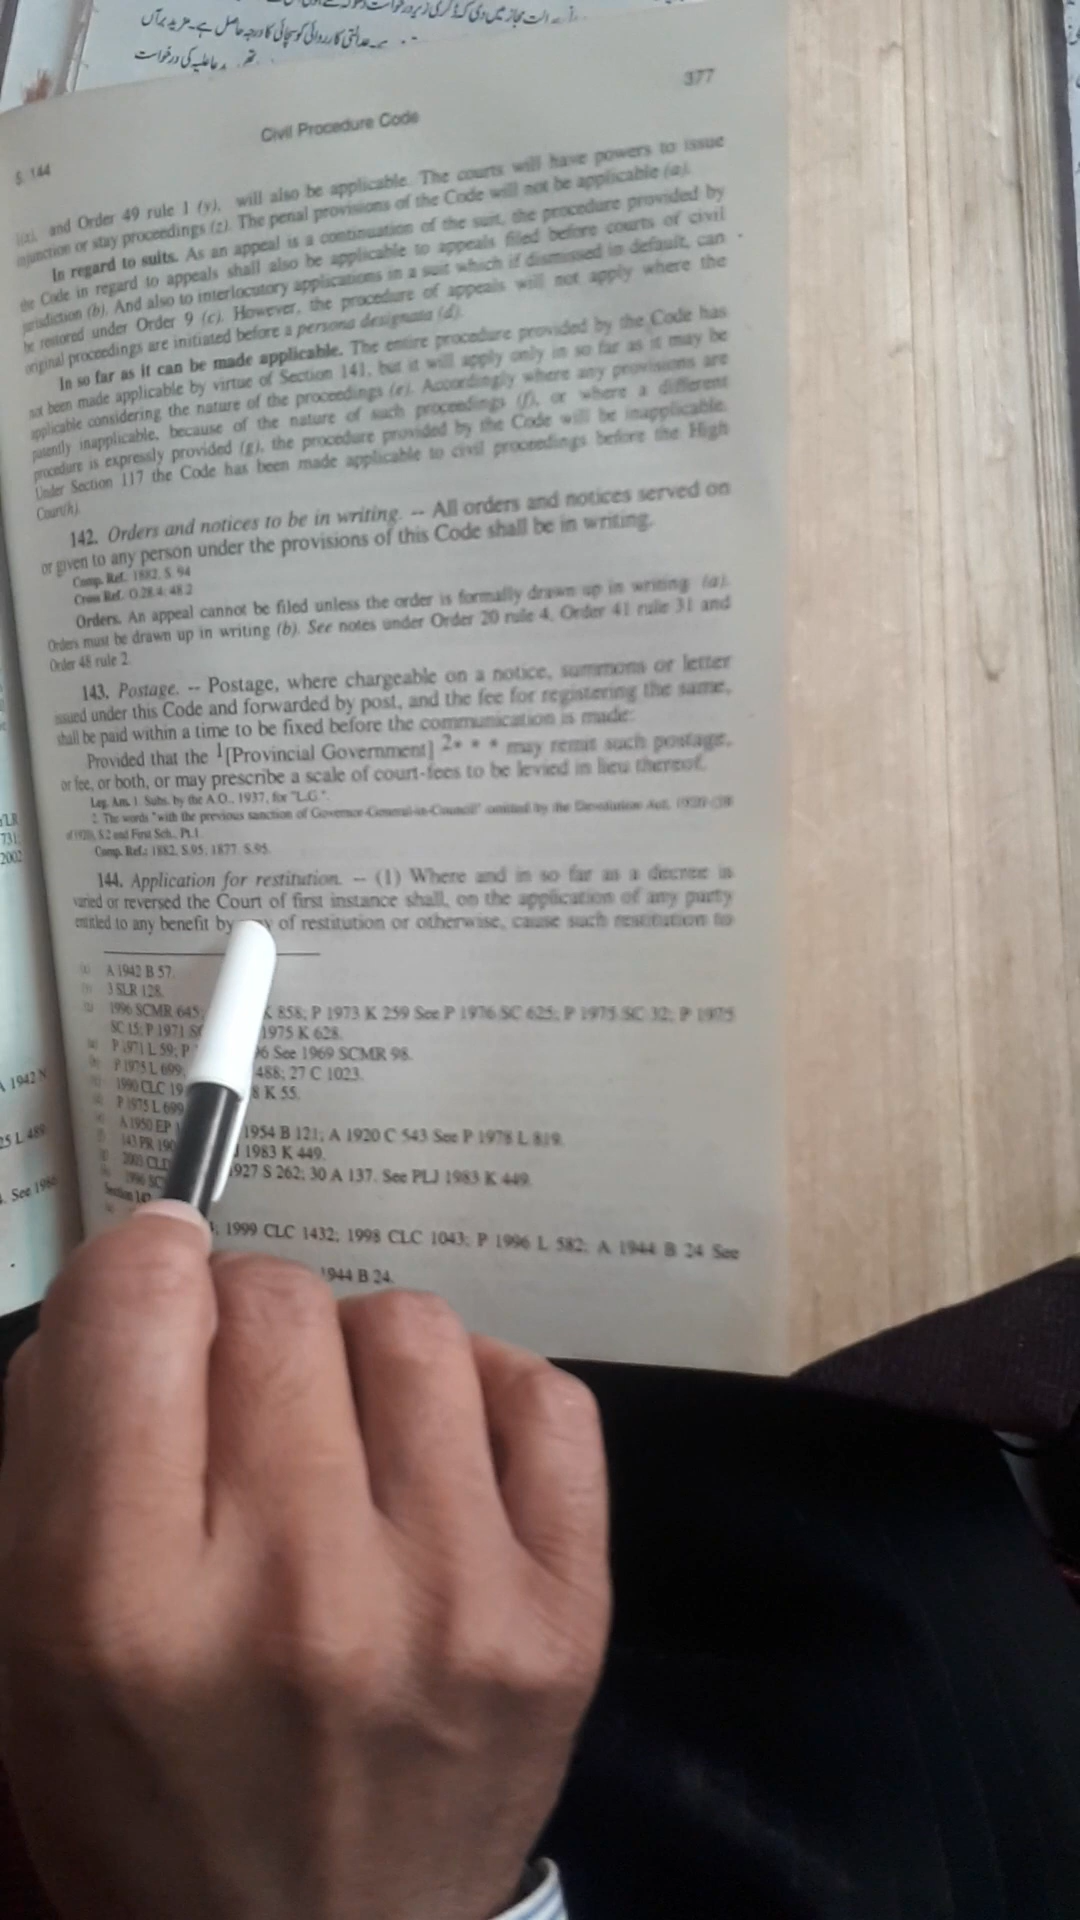 377
Civil Procedure Code
S. 144
and Order 49 rule 1 (y), will also be applicable. The courts will have powers to issue
injunction or stay proceedings (z). The penal provisions of the Code will not be applicable (a).
In regard to suits. As an appeal is a continuation of the suit, the procedure provided by
the Code in regard to appeals shall also be applicable to appeals filed before courts of civil
jurisdiction (b). And also to interlocutory applications in a suit which if dismissed in default, can
be restored under Order 9 (c). However, the procedure of appeals will not apply where the
original proceedings are initiated before a persona designata (d).
In so far as it can be made applicable. The entire procedure provided by the Code has
not been made applicable by virtue of Section 141, but it will apply only in so far as it may be
applicable considering the nature of the proceedings (e). Accordingly where any provisions are
patently inapplicable, because of the nature of such proceedings (f), or where a different
procedure is expressly provided (g), the procedure provided by the Code will be inapplicable.
Under Section 117 the Code has been made applicable to civil proceedings before the High
Court(h).
142. Orders and notices to be in writing. -- All orders and notices served on
or given to any person under the provisions of this Code shall be in writing.
Comp. Ref.: 1882, S. 94
Cross Ref.: O.28.4; 48.2
Orders. An appeal cannot be filed unless the order is formally drawn up in writing (a).
Orders must be drawn up in writing (b). See notes under Order 20 rule 4, Order 41 rule 31 and
Order 48 rule 2.
143. Postage. -- Postage, where chargeable on a notice, summons or letter
issued under this Code and forwarded by post, and the fee for registering the same,
shall be paid within a time to be fixed before the communication is made:
Provided that the 1[Provincial Government] 2* * * may remit such postage,
or fee, or both, or may prescribe a scale of court-fees to be levied in lieu thereof.
Leg. Am. 1. Subs. by the A.O., 1937, for "L.G.".
2. The words "with the previous sanction of Governor-General-in-Council" omitted by the Devolution Act, 1920 (38
of 1920), S.2 and First Sch., Pt.I.
Comp. Ref.: 1882, S.95; 1877, S.95.
144. Application for restitution. -- (1) Where and in so far as a decree is
varied or reversed the Court of first instance shall, on the application of any party
entitled to any benefit by of restitution or otherwise, cause such restitution to
A 1942 B 57.
3 SLR 128.
1996 SCMR 645; K 858; P 1973 K 259 See P 1976 SC 625; P 1975 SC 32; P 1975
SC 15; P 1971 1975 K 628.
P 1971 L 59; P See 1969 SCMR 98.
P 1975 L 699 488; 27 C 1023.
1990 CLC 19 8 K 55.
P 1975 L 699
A 1950 EP 1954 B 121; A 1920 C 543 See P 1978 L 819.
143 PR 190 1983 K 449.
2003 CLD 1927 S 262; 30 A 137. See PLJ 1983 K 449.
1996 SC
Section 142
1999 CLC 1432; 1998 CLC 1043; P 1996 L 582; A 1944 B 24 See
1944 B 24.